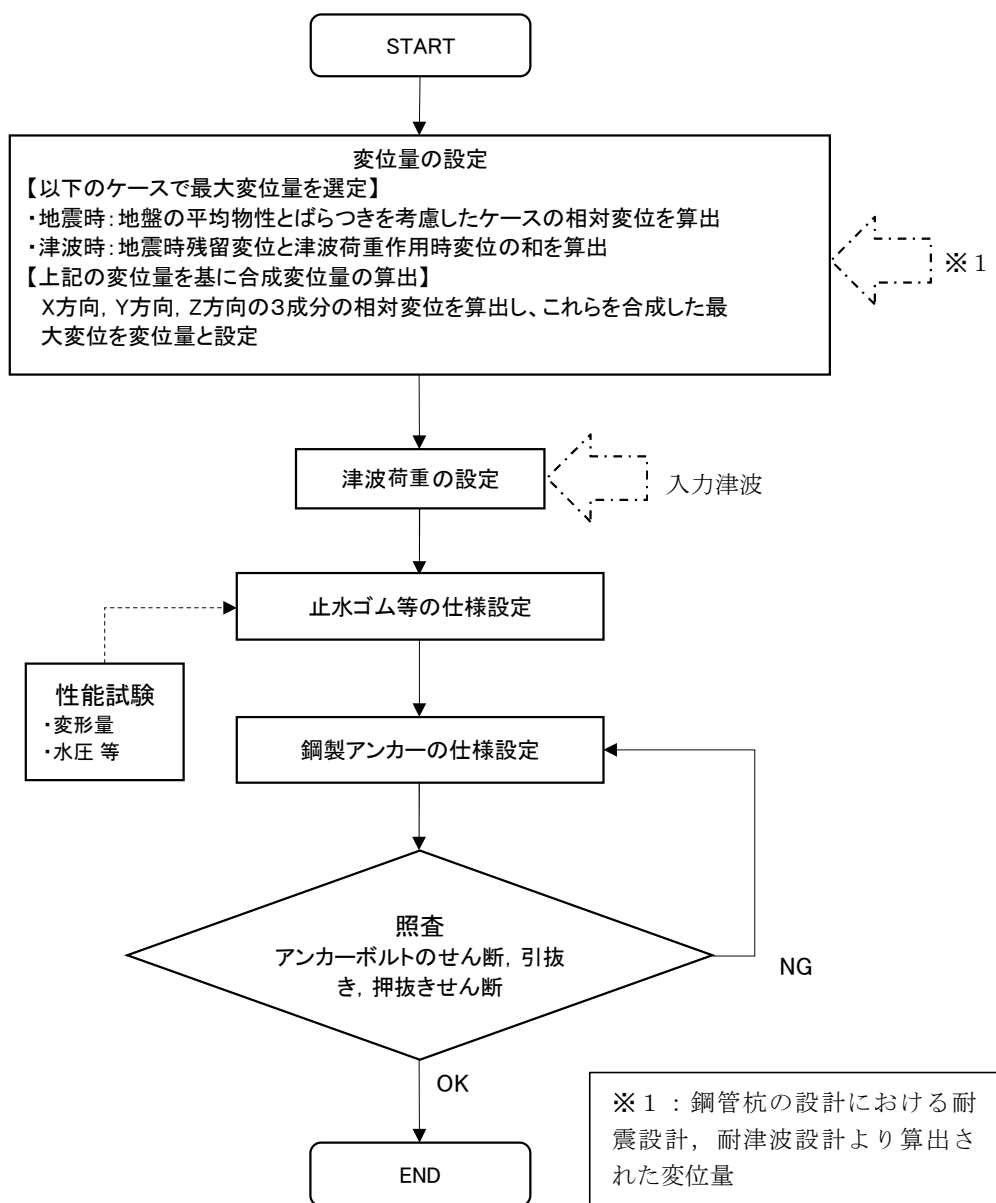 START
変位量の設定
【以下のケースで最大変位量を選定】
・地震時:地盤の平均物性とばらつきを考慮したケースの相対変位を算出
・津波時:地震時残留変位と津波荷重作用時変位の和を算出
【上記の変位量を基に合成変位量の算出】
X方向,Y方向,Z方向の3成分の相対変位を算出し、これらを合成した最
大変位を変位量と設定
※1
津波荷重の設定
入力津波
止水ゴム等の仕様設定
性能試験
・変形量
・水圧 等
鋼製アンカーの仕様設定
照査
アンカーボルトのせん断,引抜
き,押抜きせん断
NG
OK
END
※1:鋼管杭の設計における耐
震設計,耐津波設計より算出さ
れた変位量